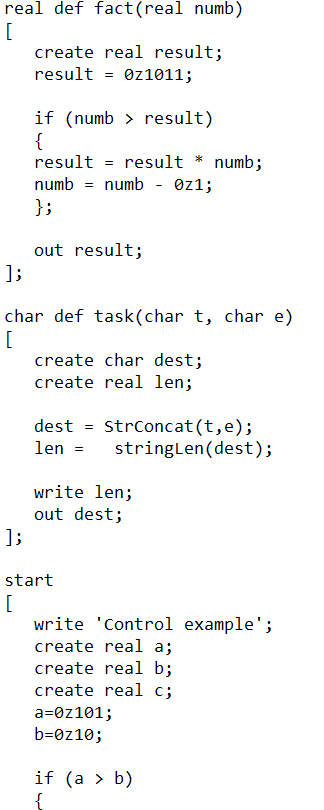 real def fact(real numb)
[
create real result;
result = 0z1011;
if (numb > result)
{
result = result * numb;
numb = numb - 0z1;
};
out result;
];
char def task(char t, char e)
[
create char dest;
create real len;
dest = StrConcat(t,e);
len =   stringLen(dest);
write len;
out dest;
];
start
[
write 'Control example';
create real a;
create real b;
create real c;
a=0z101;
b=0z10;
if (a > b)
{